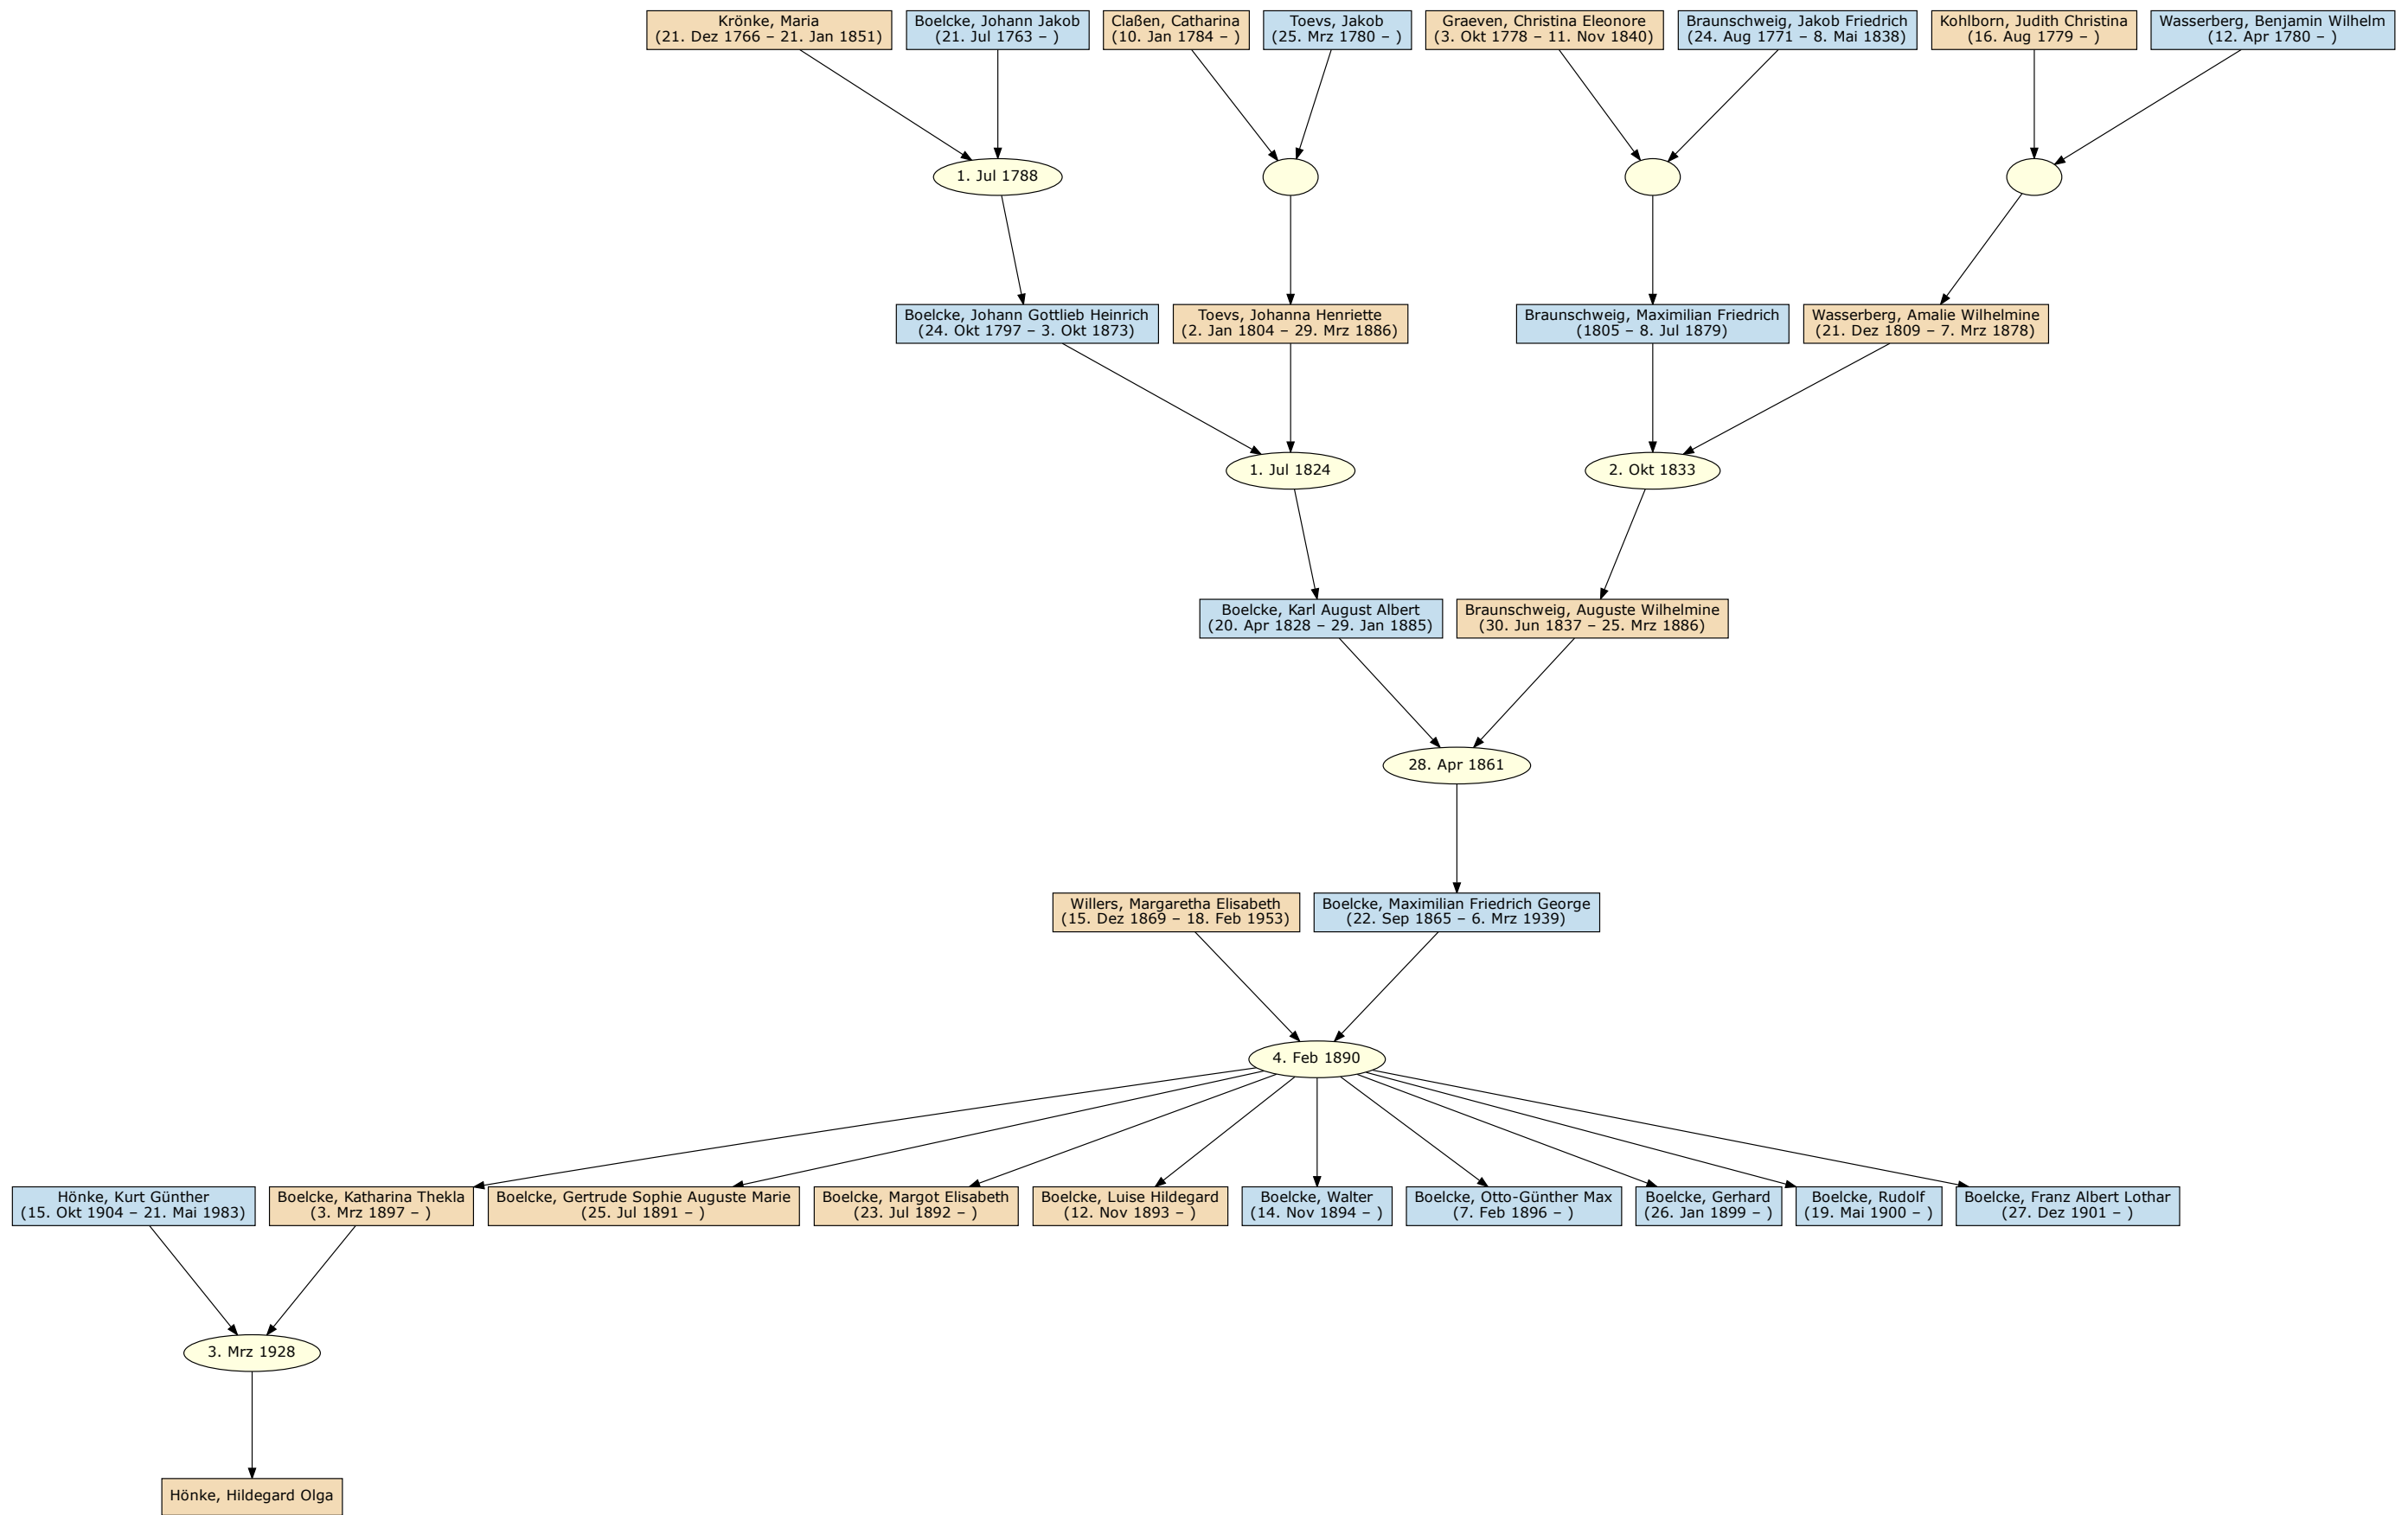 Krönke, Maria
(21. Dez 1766 – 21. Jan 1851)
Boelcke, Johann Jakob
(21. Jul 1763 – )
Claßen, Catharina
(10. Jan 1784 – )
Toevs, Jakob
(25. Mrz 1780 – )
Graeven, Christina Eleonore
(3. Okt 1778 – 11. Nov 1840)
Braunschweig, Jakob Friedrich
(24. Aug 1771 – 8. Mai 1838)
Kohlborn, Judith Christina
(16. Aug 1779 – )
Wasserberg, Benjamin Wilhelm
(12. Apr 1780 – )
1. Jul 1788
Boelcke, Johann Gottlieb Heinrich
(24. Okt 1797 – 3. Okt 1873)
Toevs, Johanna Henriette
(2. Jan 1804 – 29. Mrz 1886)
Braunschweig, Maximilian Friedrich
(1805 – 8. Jul 1879)
Wasserberg, Amalie Wilhelmine
(21. Dez 1809 – 7. Mrz 1878)
1. Jul 1824
2. Okt 1833
Boelcke, Karl August Albert
(20. Apr 1828 – 29. Jan 1885)
Braunschweig, Auguste Wilhelmine
(30. Jun 1837 – 25. Mrz 1886)
28. Apr 1861
Willers, Margaretha Elisabeth
(15. Dez 1869 – 18. Feb 1953)
Boelcke, Maximilian Friedrich George
(22. Sep 1865 – 6. Mrz 1939)
4. Feb 1890
Hönke, Kurt Günther
(15. Okt 1904 – 21. Mai 1983)
Boelcke, Katharina Thekla
(3. Mrz 1897 – )
Boelcke, Gertrude Sophie Auguste Marie
(25. Jul 1891 – )
Boelcke, Margot Elisabeth
(23. Jul 1892 – )
Boelcke, Luise Hildegard
(12. Nov 1893 – )
Boelcke, Walter
(14. Nov 1894 – )
Boelcke, Otto-Günther Max
(7. Feb 1896 – )
Boelcke, Gerhard
(26. Jan 1899 – )
Boelcke, Rudolf
(19. Mai 1900 – )
Boelcke, Franz Albert Lothar
(27. Dez 1901 – )
3. Mrz 1928
Hönke, Hildegard Olga